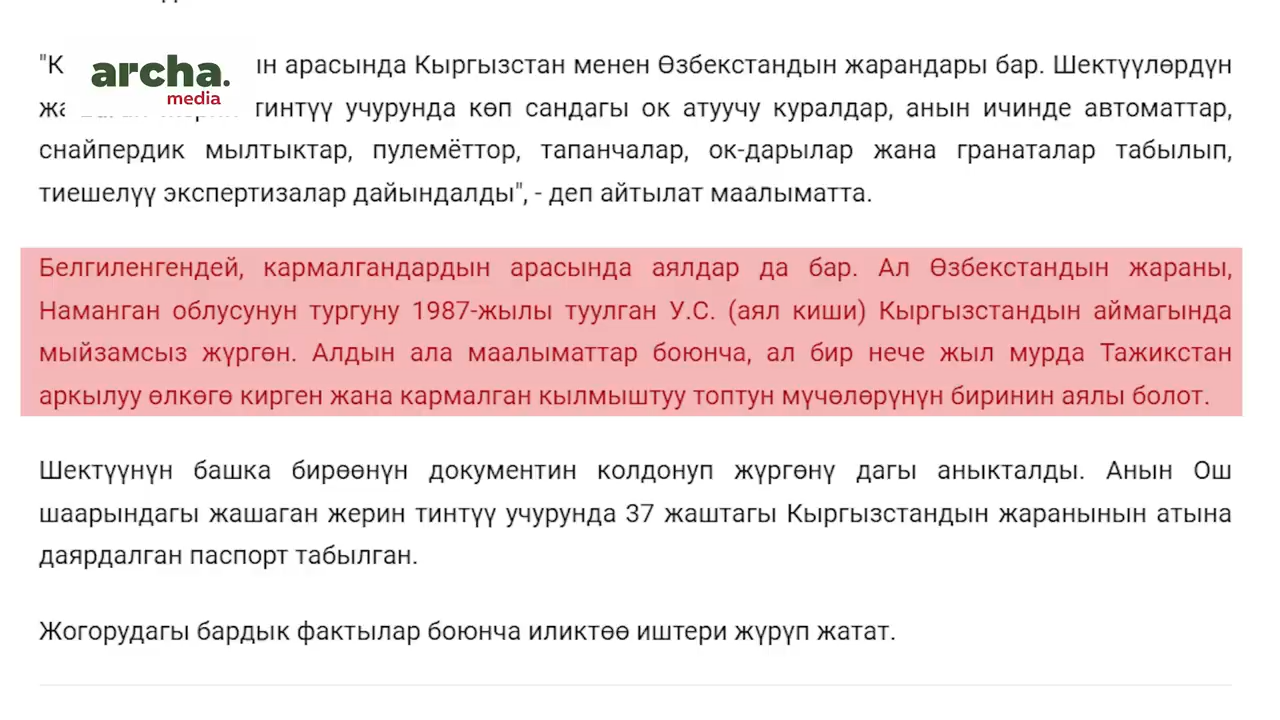 archa.
media
"К ын арасында Кыргызстан менен Өзбекстандын жарандары бар. Шектүүлөрдүн
тинтүү учурунда көп сандагы ок атуучу куралдар, анын ичинде автоматтар,
снайпердик мылтыктар, пулемёттор, тапанчалар, ок-дарылар жана гранаталар табылып,
тиешелүү экспертизалар дайындалды", - деп айтылат маалыматта.
Белгиленгендей, кармалгандардын арасында аялдар да бар. Ал Өзбекстандын жараны,
Наманган облусунун тургуну 1987-жылы туулган У.С. (аял киши) Кыргызстандын аймагында
мыйзамсыз жүргөн. Алдын ала маалыматтар боюнча, ал бир нече жыл мурда Тажикстан
аркылуу өлкөгө кирген жана кармалган кылмыштуу топтун мүчөлөрүнүн биринин аялы болот.
Шектүүнүн башка бирөөнүн документин колдонуп жүргөнү дагы аныкталды. Анын Ош
шаарындагы жашаган жерин тинтүү учурунда 37 жаштагы Кыргызстандын жаранынын атына
даярдалган паспорт табылган.
Жогорудагы бардык фактылар боюнча иликтөө иштери жүрүп жатат.